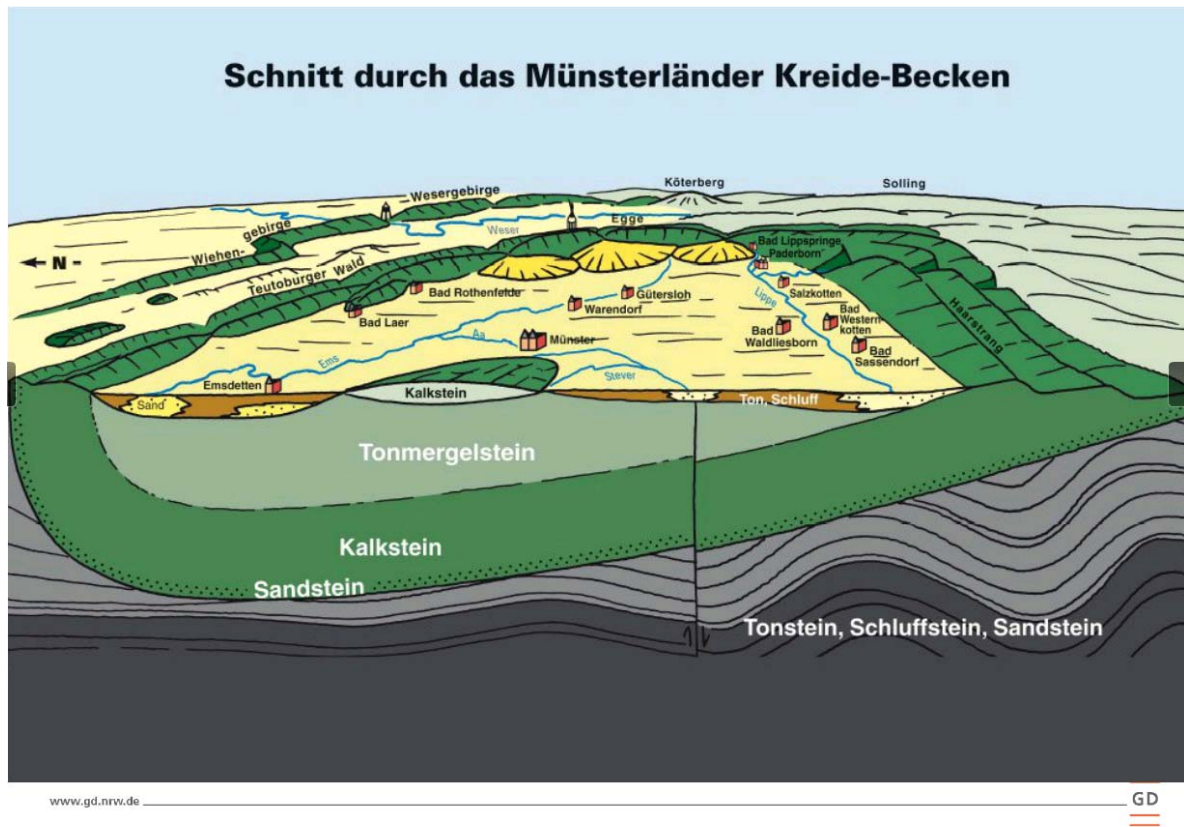 Schnitt durch das Münsterländer Kreide-Becken
Wesergebirge
Köterberg
Solling
Wiehen-
gebirge
Weser
Egge
N
Teutoburger Wald
Bad Lippspringe
Paderborn
Bad Rothenfelde
Gütersloh
Lippe
Salzkotten
Haarstrang
Bad Laer
Warendorf
Bad
Waldliesborn
Bad
Western
kotten
Aa
Münster
Bad
Sassendorf
Ems
Emsdetten
Stever
Kalkstein
Sand
Ton, Schluff
Tonmergelstein
Kalkstein
Sandstein
Tonstein, Schluffstein, Sandstein
www.gd.nrw.de
GD